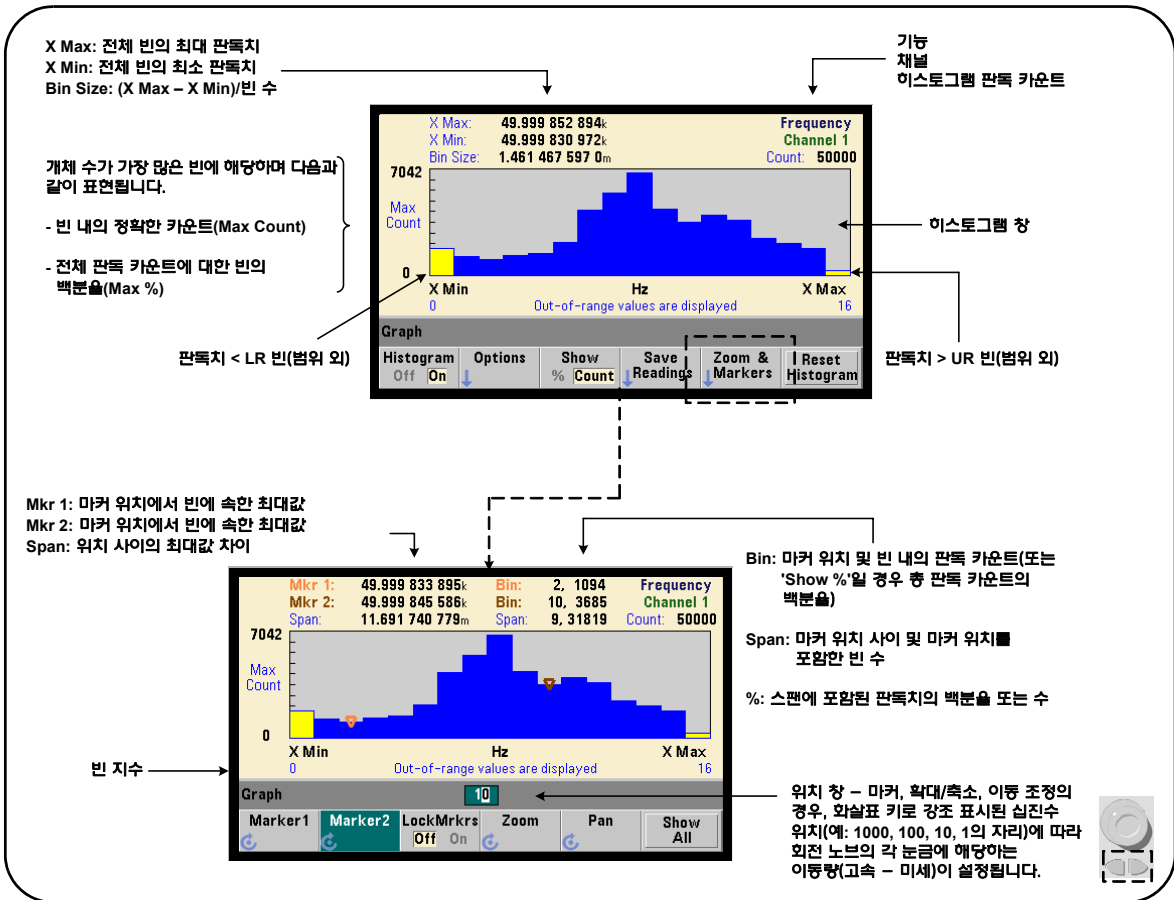 X Max: 전체 빈의 최대 판독치
X Min: 전체 빈의 최소 판독치
Bin Size: (X Max – X Min)/빈 수
기능
채널
히스토그램 판독 카운트
개체 수가 가장 많은 빈에 해당하며 다음과
같이 표현됩니다.
- 빈 내의 정확한 카운트(Max Count)
- 전체 판독 카운트에 대한 빈의
백분율(Max %)
X Max: 49.999 852 894k Frequency
X Min: 49.999 830 972k Channel 1
Bin Size: 1.461 467 597 0m Count: 50000
7042
Max
Count
0
X Min Hz X Max
0 Out-of-range values are displayed 16
Graph
Histogram Options Show Save Zoom & Reset
Off On % Count Readings Markers Histogram
히스토그램 창
판독치 < LR 빈(범위 외)
판독치 > UR 빈(범위 외)
Mkr 1: 마커 위치에서 빈에 속한 최대값
Mkr 2: 마커 위치에서 빈에 속한 최대값
Span: 위치 사이의 최대값 차이
Mkr 1: 49.999 833 895k Bin: 2, 1094 Frequency
Mkr 2: 49.999 845 586k Bin: 10, 3685 Channel 1
Span: 11.691 740 779m Span: 9, 31819 Count: 50000
7042
Max
Count
0
X Min Hz X Max
0 Out-of-range values are displayed 16
Graph 10
Marker1 Marker2 LockMrkrs Zoom Pan Show
Off On All
빈 지수
Bin: 마커 위치 및 빈 내의 판독 카운트(또는
'Show %'일 경우 총 판독 카운트의
백분율)
Span: 마커 위치 사이 및 마커 위치를
포함한 빈 수
%: 스팬에 포함된 판독치의 백분율 또는 수
위치 창 – 마커, 확대/축소, 이동 조정의
경우, 화살표 키로 강조 표시된 십진수
위치(예: 1000, 100, 10, 1의 자리)에 따라
회전 노브의 각 눈금에 해당하는
이동량(고속 – 미세)이 설정됩니다.